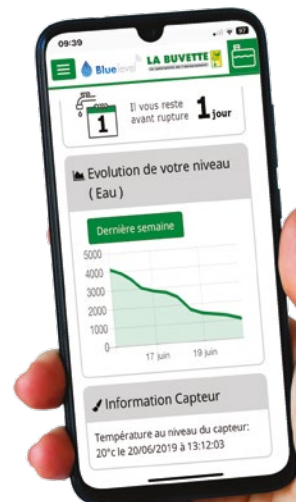 09:39
97
Bluelevel
LA BUVETTE
1
Il vous reste
avant rupture
1 jour
Evolution de votre niveau
( Eau )
Dernière semaine
5000
4000
3000
2000
1000
0
17 juin
19 juin
Information Capteur
Température au niveau du capteur:
20°c le 20/06/2019 à 13:12:03